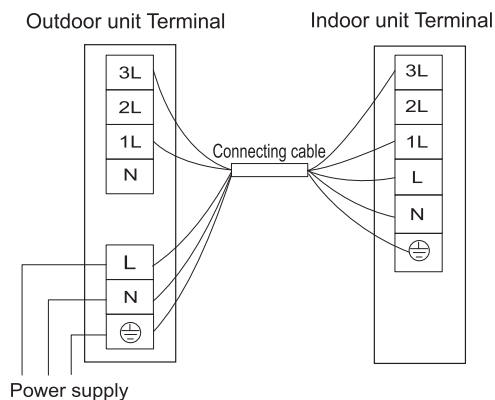 Outdoor unit Terminal
Indoor unit Terminal
3L
2L
1L
N
L
N
Connecting cable
3L
2L
1L
L
N
Power supply